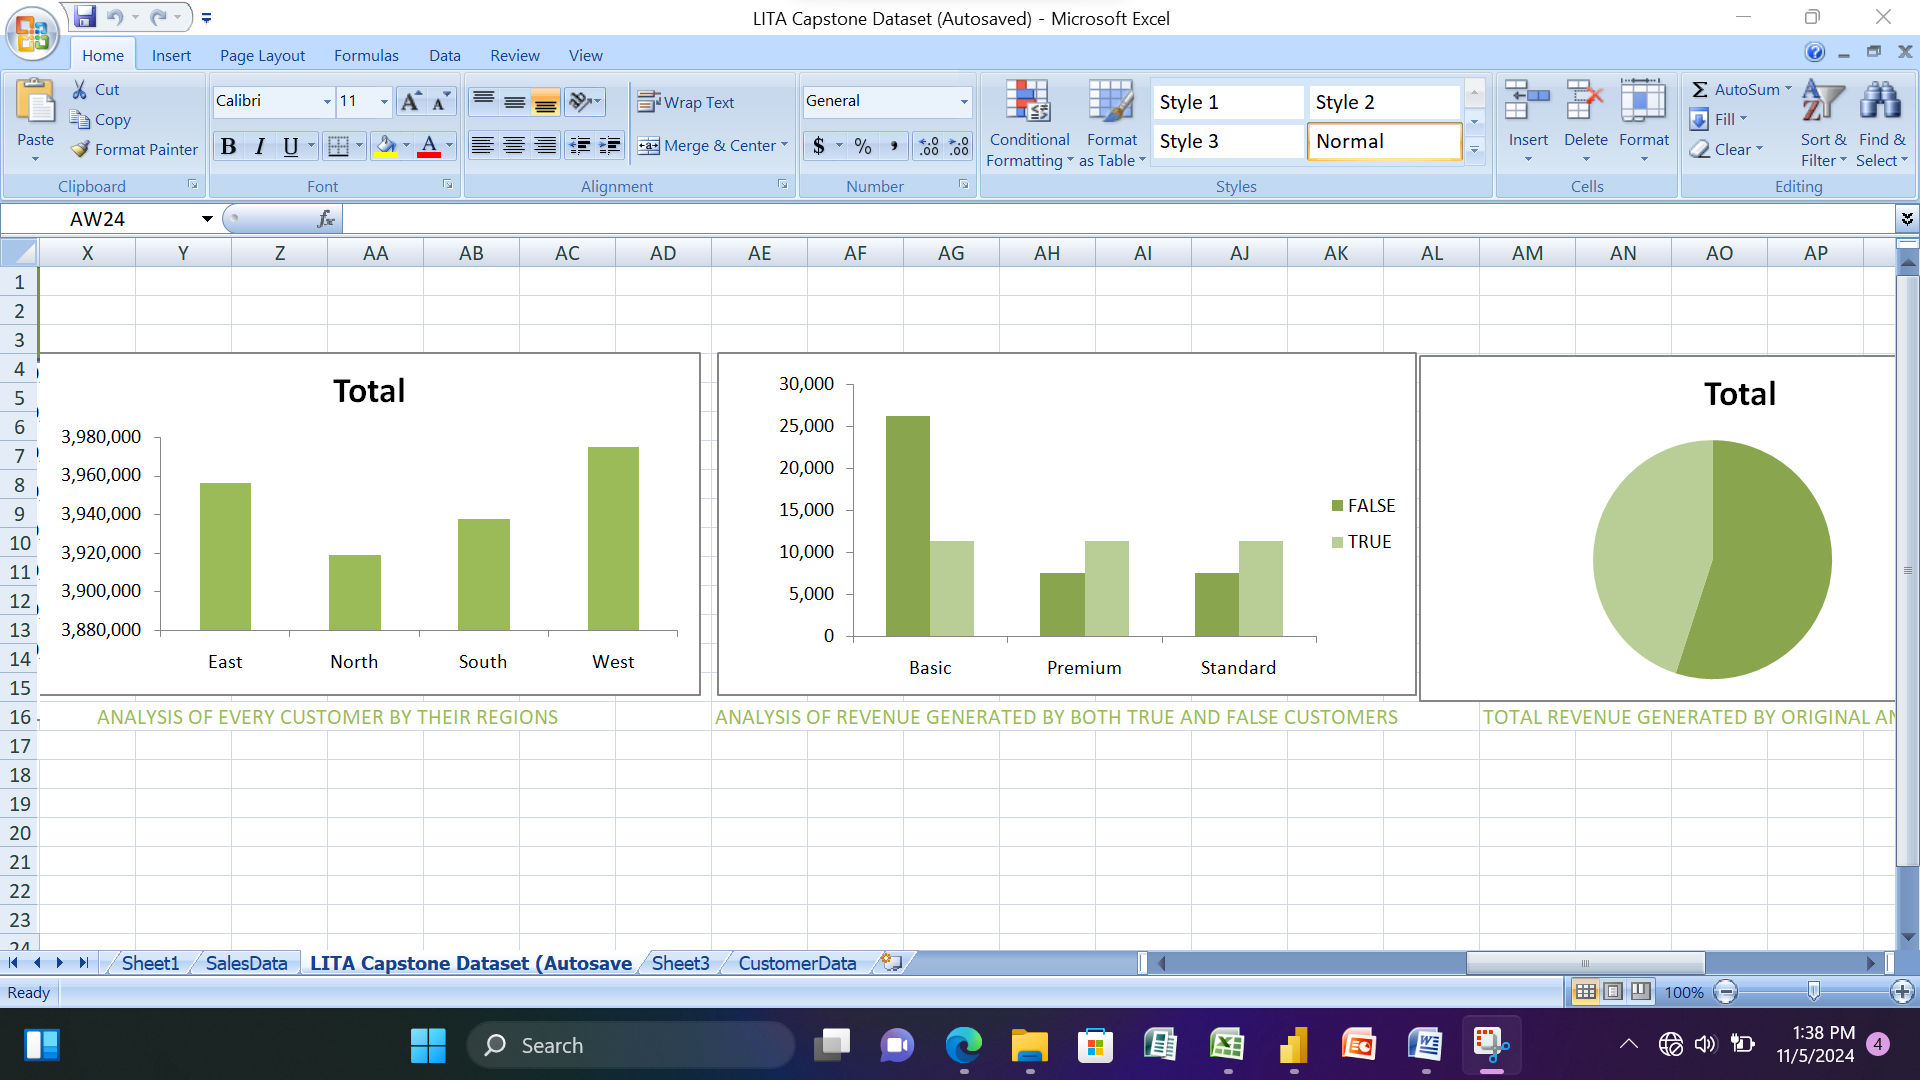 LITA Capstone Dataset (Autosaved) - Microsoft Excel
Home Insert Page Layout Formulas Data Review View
Paste
Cut
Copy
Format Painter
Clipboard
Calibri 11
B I U
Font
Wrap Text
Merge & Center
Alignment
General
$ % ,
Number
Conditional Formatting
Format as Table
Style 1 Style 2
Style 3 Normal
Styles
Insert Delete Format
Cells
Σ AutoSum
Fill
Clear
Sort & Filter
Find & Select
Editing
AW24 fx
X Y Z AA AB AC AD AE AF AG AH AI AJ AK AL AM AN AO AP
1
2
3
4
5
6
7
8
9
10
11
12
13
14
15
16
17
18
19
20
21
22
23
24
Total
3,980,000
3,960,000
3,940,000
3,920,000
3,900,000
3,880,000
East North South West
30,000
25,000
20,000
15,000
10,000
5,000
0
Basic Premium Standard
FALSE
TRUE
Total
ANALYSIS OF EVERY CUSTOMER BY THEIR REGIONS
ANALYSIS OF REVENUE GENERATED BY BOTH TRUE AND FALSE CUSTOMERS
TOTAL REVENUE GENERATED BY ORIGINAL AN
Sheet1 SalesData LITA Capstone Dataset (Autosave Sheet3 CustomerData
Ready 100%
Search
1:38 PM
11/5/2024
4